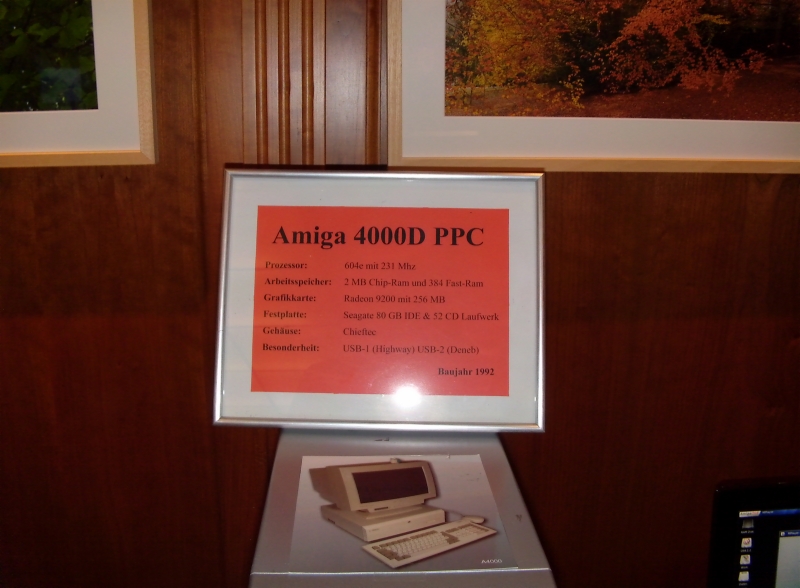 Amiga 4000D PPC
Prozessor: 604e mit 231 Mhz
Arbeitsspeicher: 2 MB Chip-Ram und 384 Fast-Ram
Grafikkarte: Radeon 9200 mit 256 MB
Festplatte: Seagate 80 GB IDE & 52 CD Laufwerk
Gehäuse: Chieftec
Besonderheit: USB-1 (Highway) USB-2 (Deneb)
Baujahr 1992
A4000